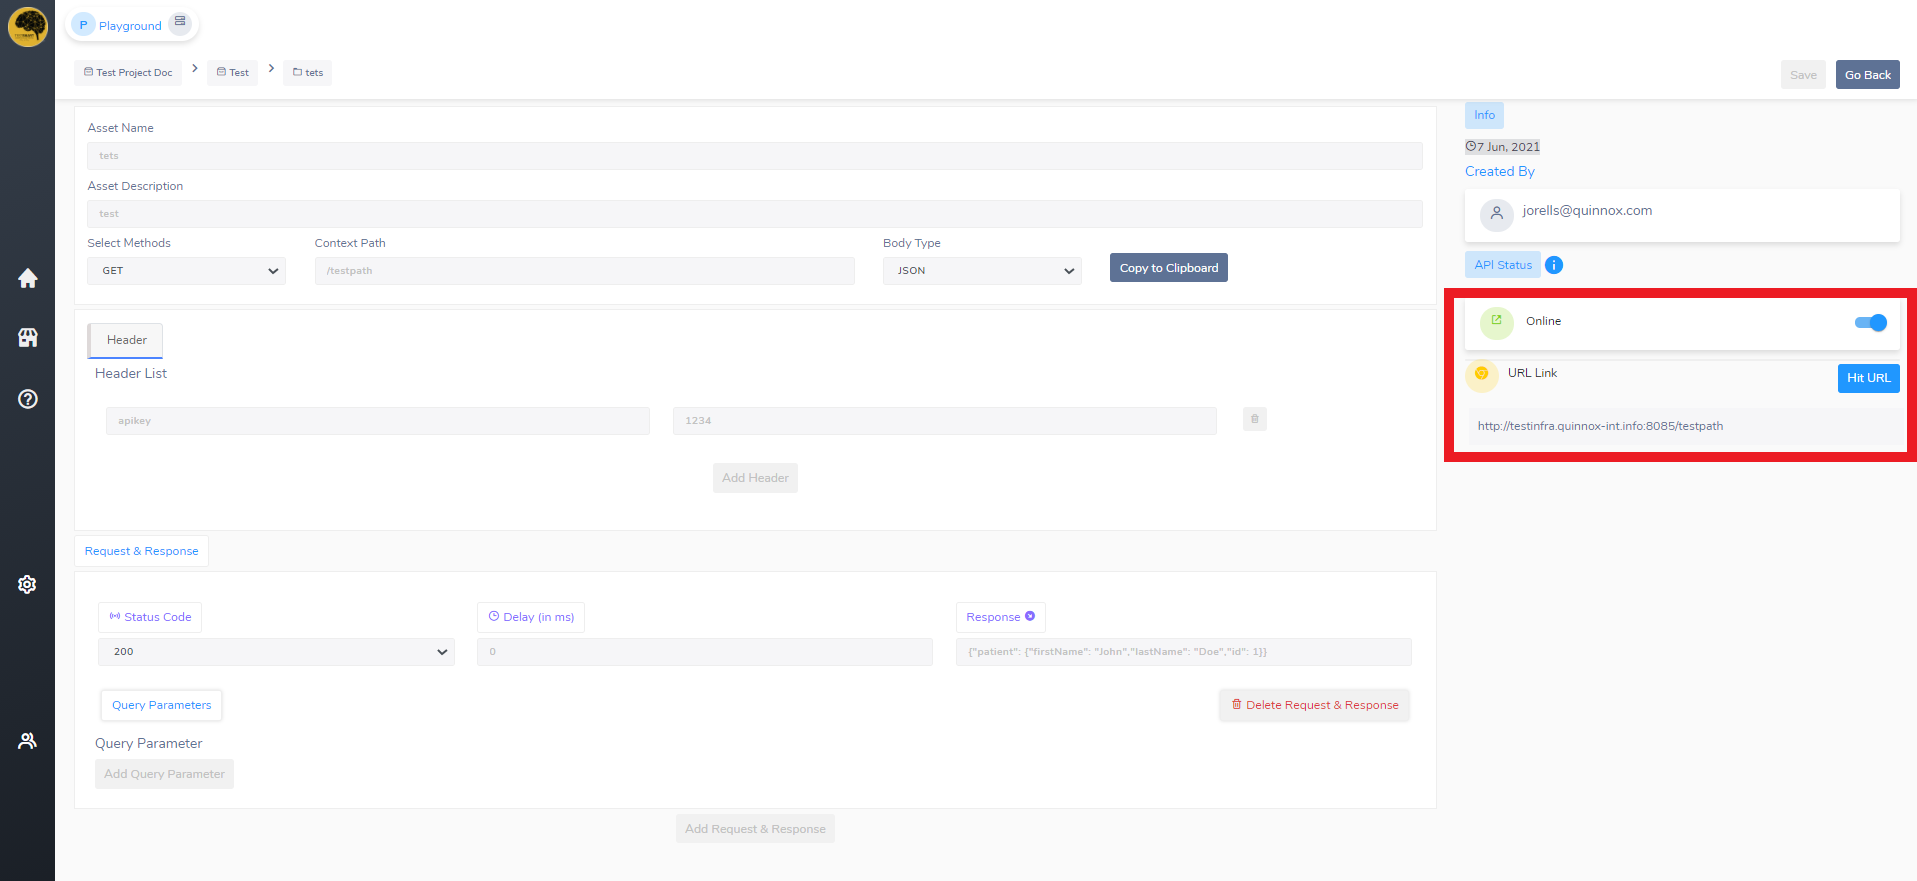 P Playground
Test Project Doc > Test > tets
Save
Go Back
Asset Name
tets
Asset Description
test
Select Methods
Context Path
Body Type
GET
/testpath
JSON
Copy to Clipboard
Header
Header List
apikey
1234
Add Header
Request & Response
Status Code
Delay (in ms)
Response
200
0
{"patient": {"firstName": "John","lastName": "Doe","id": 1}}
Query Parameters
Delete Request & Response
Query Parameter
Add Query Parameter
Add Request & Response
Info
7 Jun, 2021
Created By
jorells@quinnox.com
API Status
Online
URL Link
Hit URL
http://testinfra.quinnox-int.info:8085/testpath